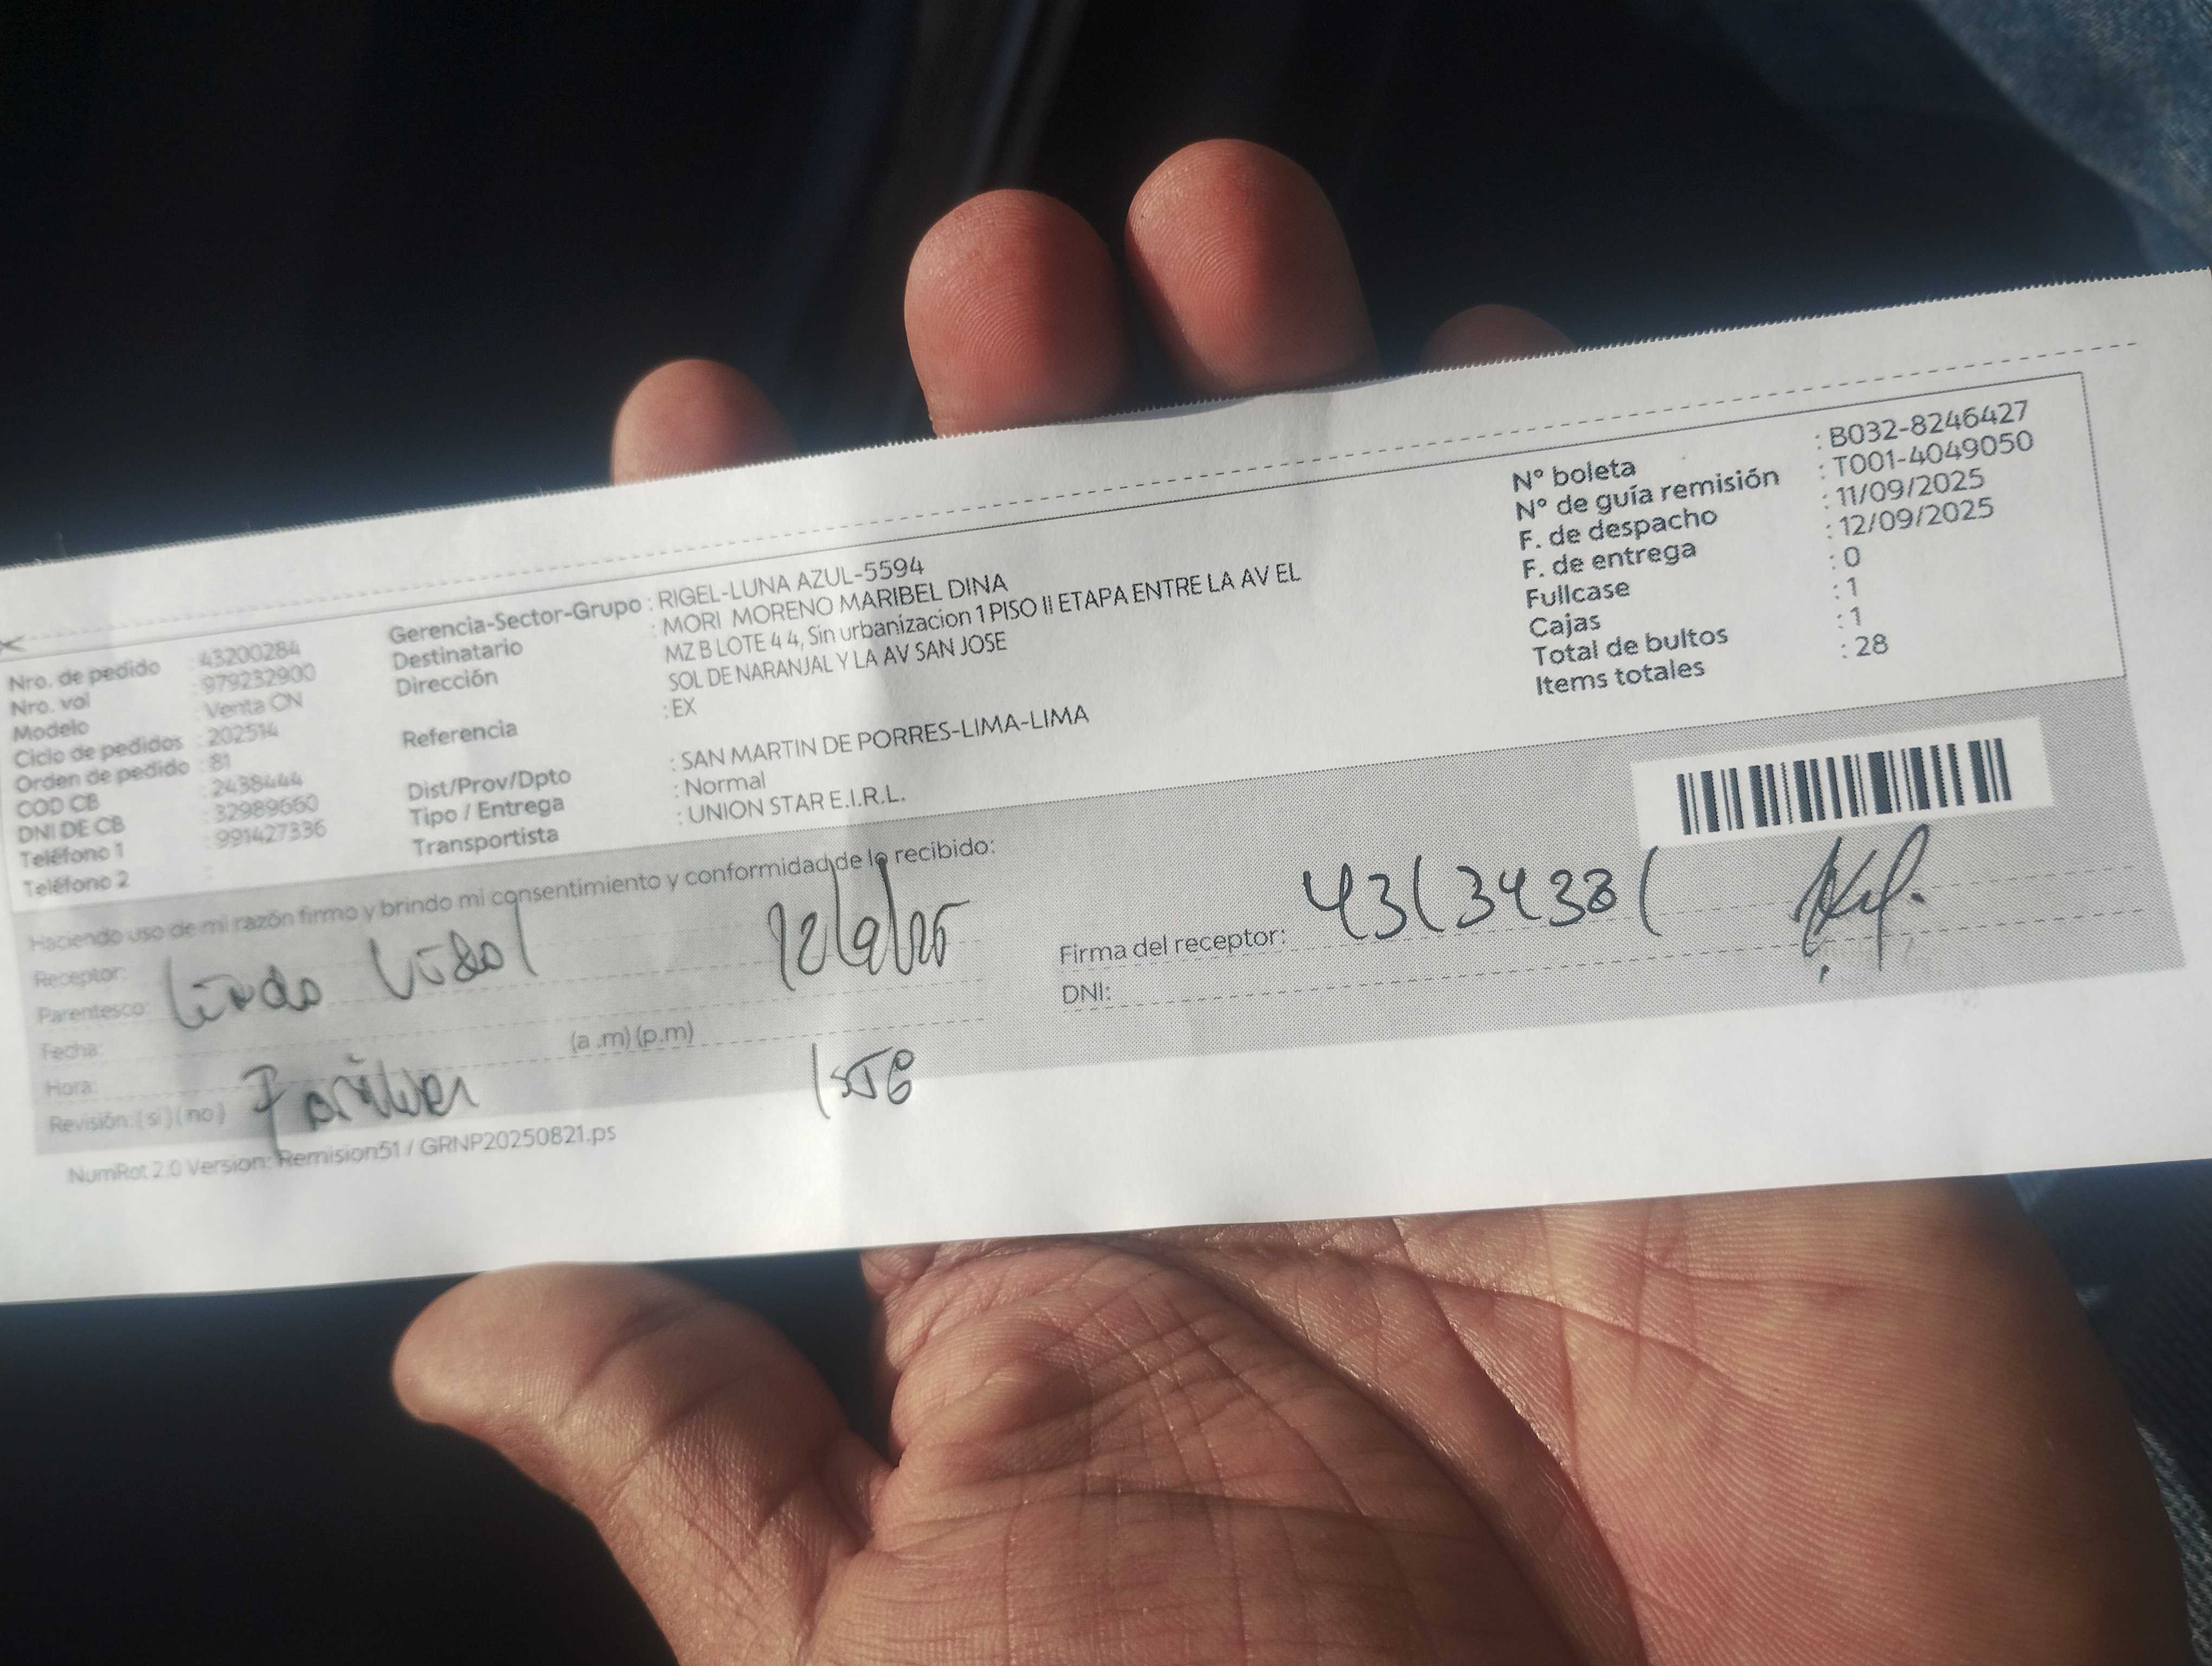 Nro. de pedido : 43200284
Nro. val : 979232900
Modelo : Venta ON
Ciclo de pedidos : 202514
Orden de pedido : 81
COD CB : 2438444
DNI DE CB : 32989660
Teléfono 1 : 991427336
Teléfono 2 :
Gerencia-Sector-Grupo : RIGEL-LUNA AZUL-5594
Destinatario : MORI MORENO MARIBEL DINA
Dirección MZ B LOTE 4 4, Sin urbanizacion 1 PISO II ETAPA ENTRE LA AV EL
SOL DE NARANJAL Y LA AV SAN JOSE
Referencia : EX
Dist/Prov/Dpto : SAN MARTIN DE PORRES-LIMA-LIMA
Tipo / Entrega : Normal
Transportista : UNION STAR E.I.R.L.
N° boleta : B032-8246427
N° de guía remisión : T001-4049050
F. de despacho : 11/09/2025
F. de entrega : 12/09/2025
Fullcase : 0
Cajas : 1
Total de bultos : 1
Items totales : 28
Haciendo uso de mi razón firmo y brindo mi consentimiento y conformidad de lo recibido:
Receptor:
Parentesco:
12/9/25
Fecha:
Hora: (a .m) (p.m)
Revisión: ( si ) ( no ) Familiar
Firma del receptor: 43134381
DNI:
NumRot 2.0 Version: Remision51 / GRNP20250821.ps